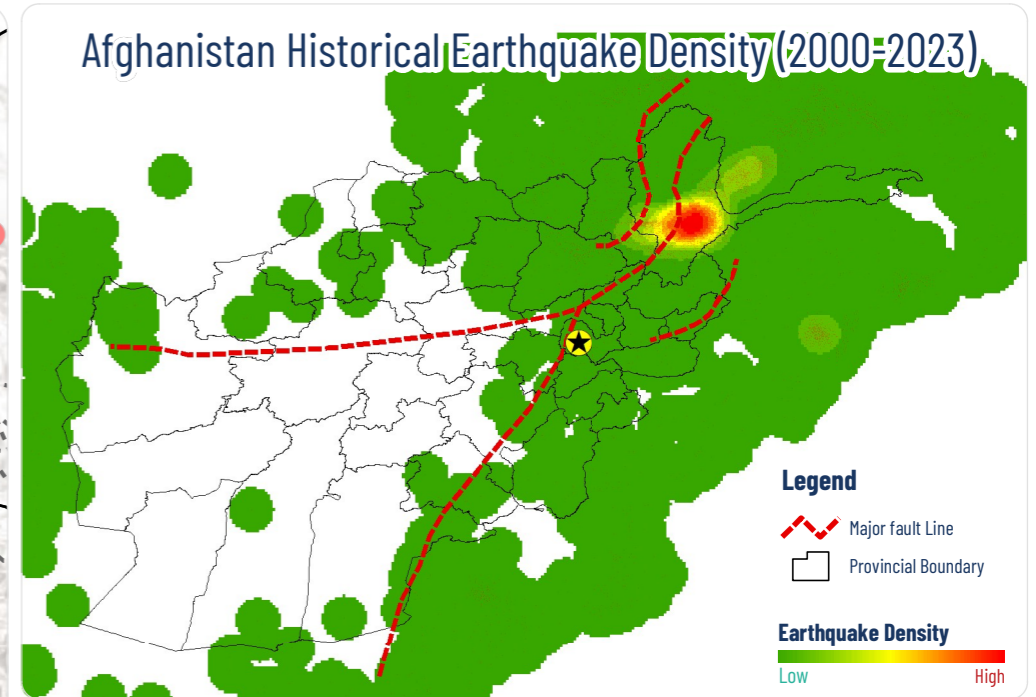 Afghanistan Historical Earthquake Density (2000-2023)
Legend
Major fault Line
Provincial Boundary
Earthquake Density
Low
High